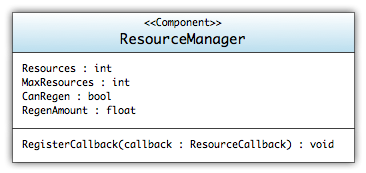 <<Component>>
ResourceManager
Resources : int
MaxResources : int
CanRegen : bool
RegenAmount : float
RegisterCallback(callback : ResourceCallback) : void